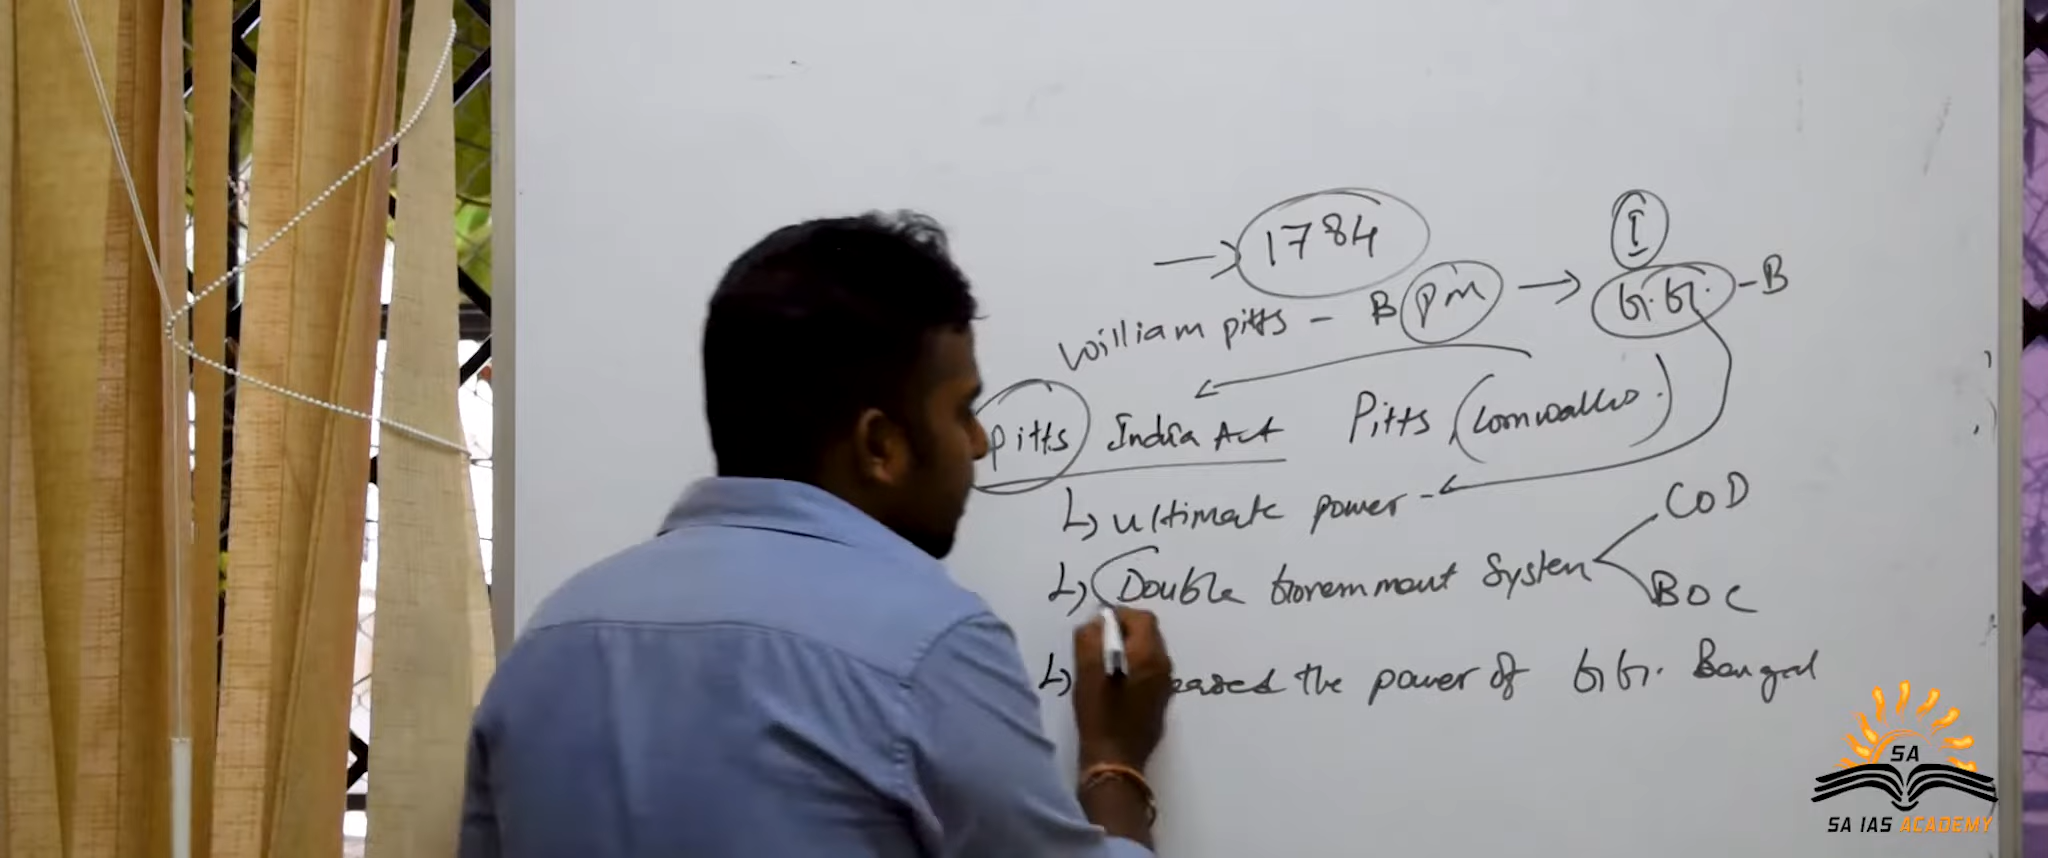 1784
I
William pitts - B PM → G.G. - B
pitts India Act Pitts (Cornwallis.)
ultimate power -
COD
Double Government System
BOC
eased the power of G.G. Bengal
SA
SA IAS ACADEMY